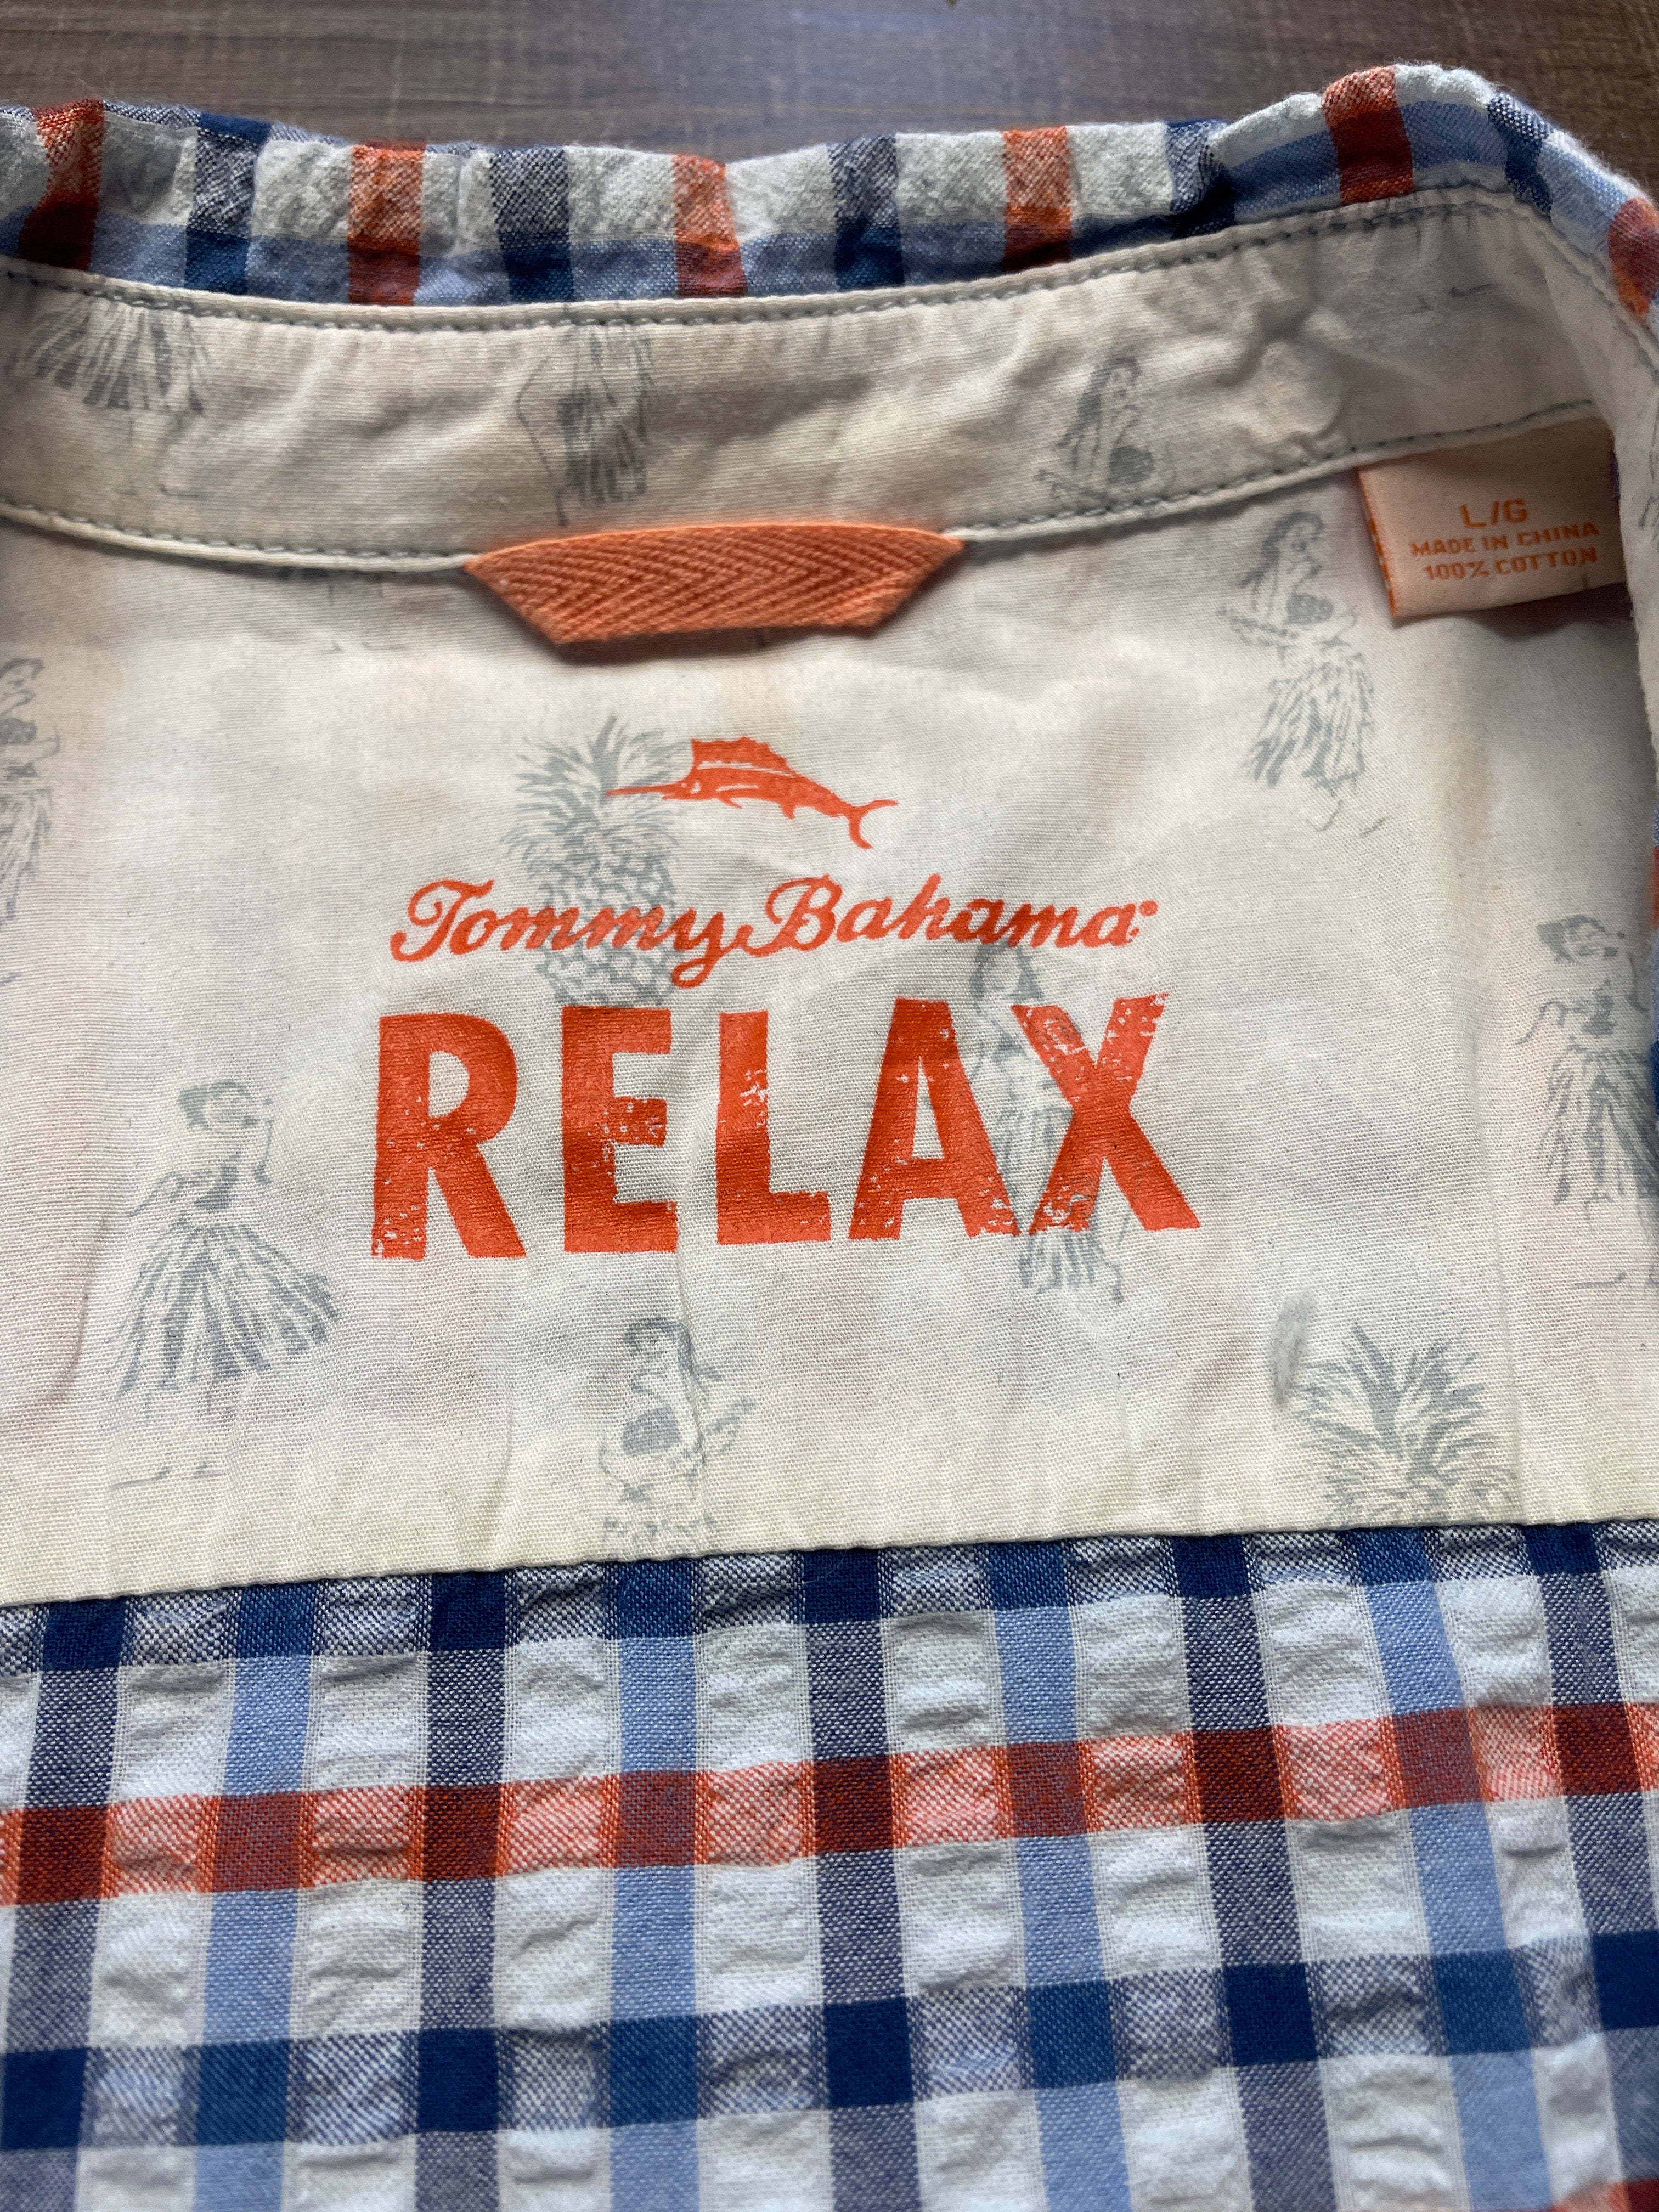 L/G
MADE IN CHINA
100% COTTON
Tommy Bahama®
RELAX